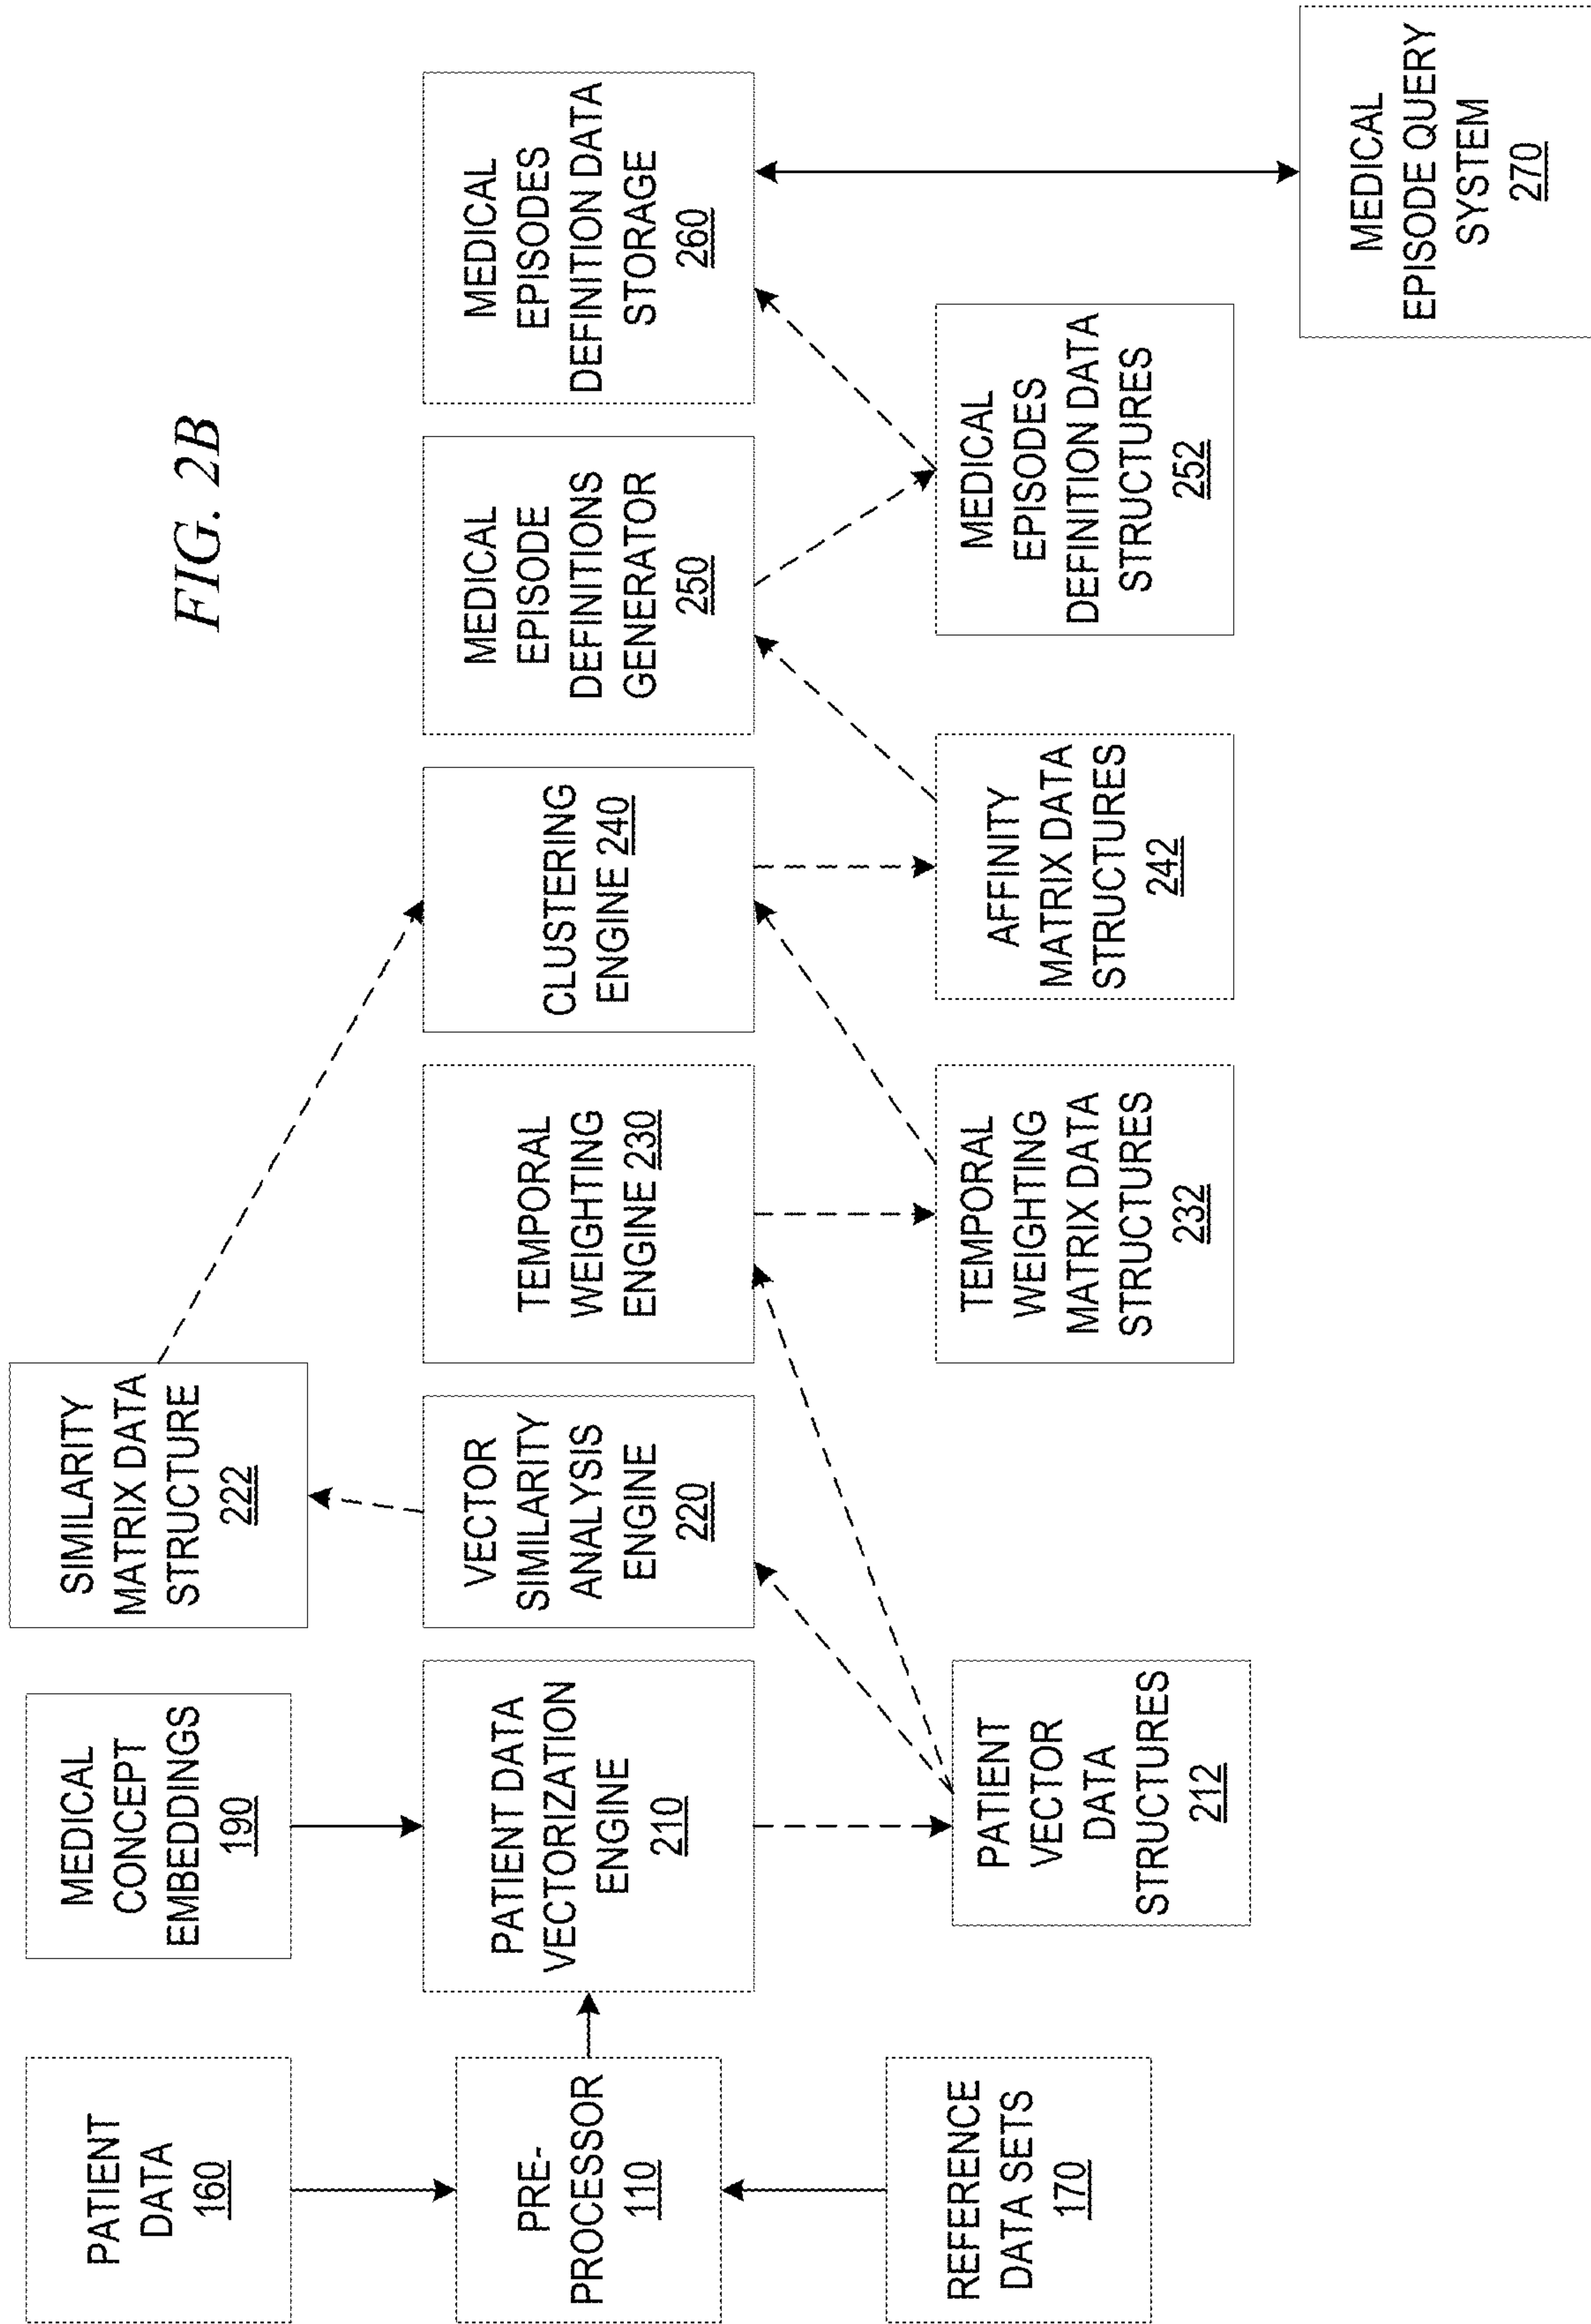 FIG. 2B
PATIENT
DATA
160
MEDICAL
CONCEPT
EMBEDDINGS
190
SIMILARITY
MATRIX DATA
STRUCTURE
222
PRE-
PROCESSOR
110
PATIENT DATA
VECTORIZATION
ENGINE
210
VECTOR
SIMILARITY
ANALYSIS
ENGINE
220
TEMPORAL
WEIGHTING
ENGINE 230
CLUSTERING
ENGINE 240
MEDICAL
EPISODE
DEFINITIONS
GENERATOR
250
MEDICAL
EPISODES
DEFINITION DATA
STORAGE
260
REFERENCE
DATA SETS
170
PATIENT
VECTOR
DATA
STRUCTURES
212
TEMPORAL
WEIGHTING
MATRIX DATA
STRUCTURES
232
AFFINITY
MATRIX DATA
STRUCTURES
242
MEDICAL
EPISODES
DEFINITION DATA
STRUCTURES
252
MEDICAL
EPISODE QUERY
SYSTEM
270